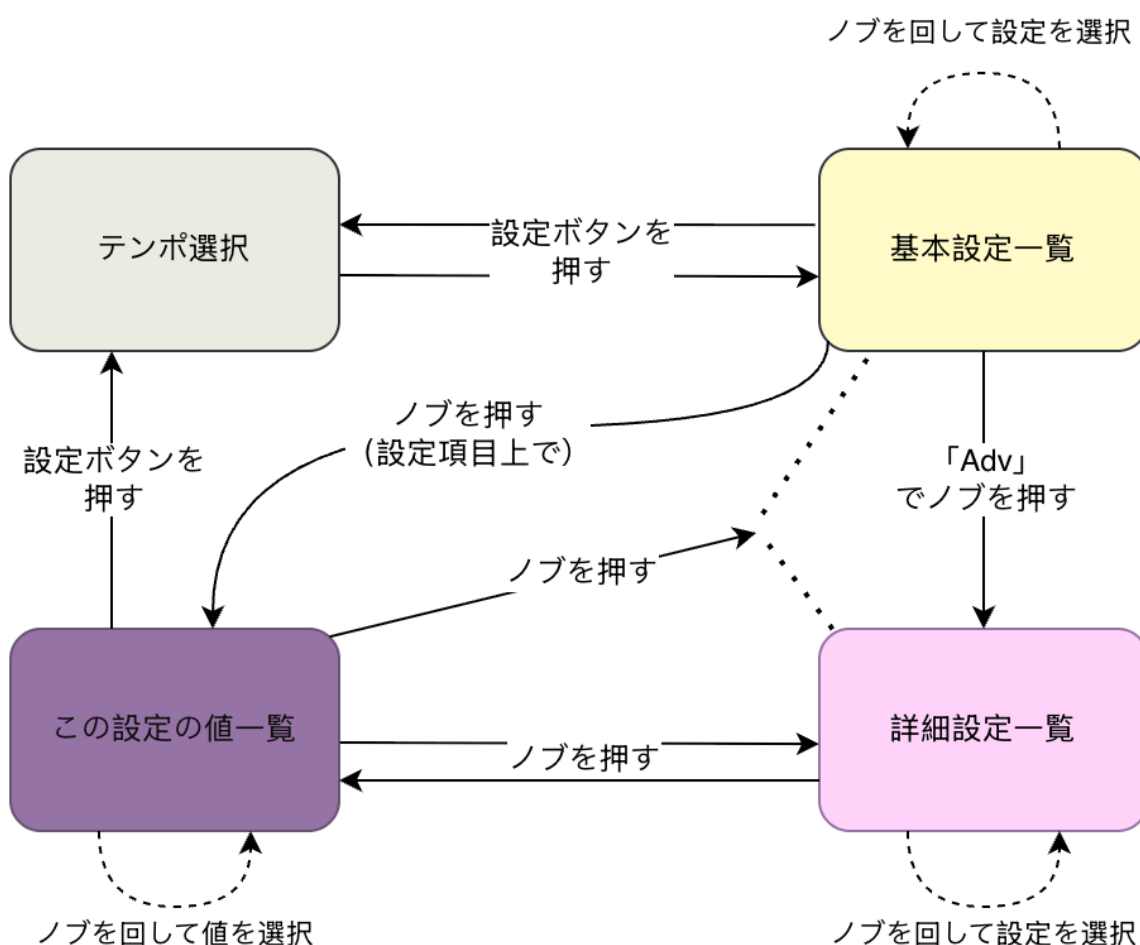 ノブを回して設定を選択
テンポ選択
設定ボタンを
押す
基本設定一覧
ノブを押す
(設定項目上で)
設定ボタンを
押す
「Adv」
でノブを押す
ノブを押す
この設定の値一覧
ノブを押す
詳細設定一覧
ノブを回して値を選択
ノブを回して設定を選択